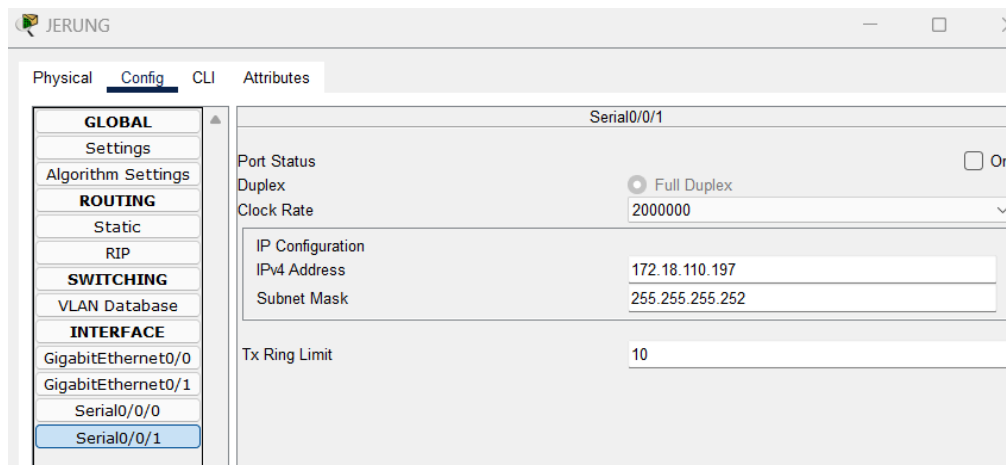 JERUNG
Physical Config CLI Attributes
GLOBAL
Settings
Algorithm Settings
ROUTING
Static
RIP
SWITCHING
VLAN Database
INTERFACE
GigabitEthernet0/0
GigabitEthernet0/1
Serial0/0/0
Serial0/0/1
Serial0/0/1
Port Status On
Duplex Full Duplex
Clock Rate 2000000
IP Configuration
IPv4 Address 172.18.110.197
Subnet Mask 255.255.255.252
Tx Ring Limit 10